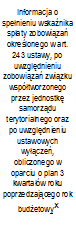 Informacja o
spełnieniu wskaźnika
spłaty zobowiązań
określonego w art.
243 ustawy, po
uwzględnieniu
zobowiązań związku
współtworzonego
przez jednostkę
samorządu
terytorialnego oraz
po uwzględnieniu
ustawowych
wyłączeń,
obliczonego w
oparciu o plan 3
kwartałów roku
poprzedzającego rok
budżetowy x